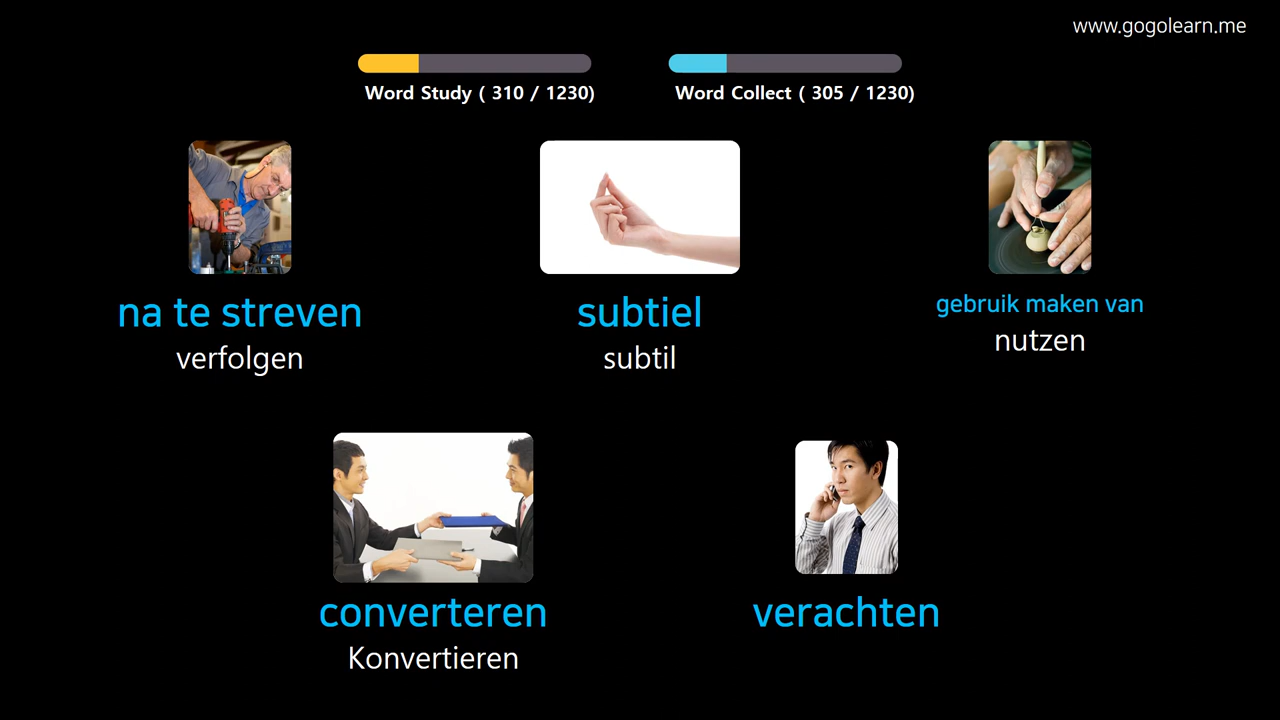 www.gogolearn.me
Word Study ( 310 / 1230)
Word Collect ( 305 / 1230)
na te streven
verfolgen
subtiel
subtil
gebruik maken van
nutzen
converteren
Konvertieren
verachten